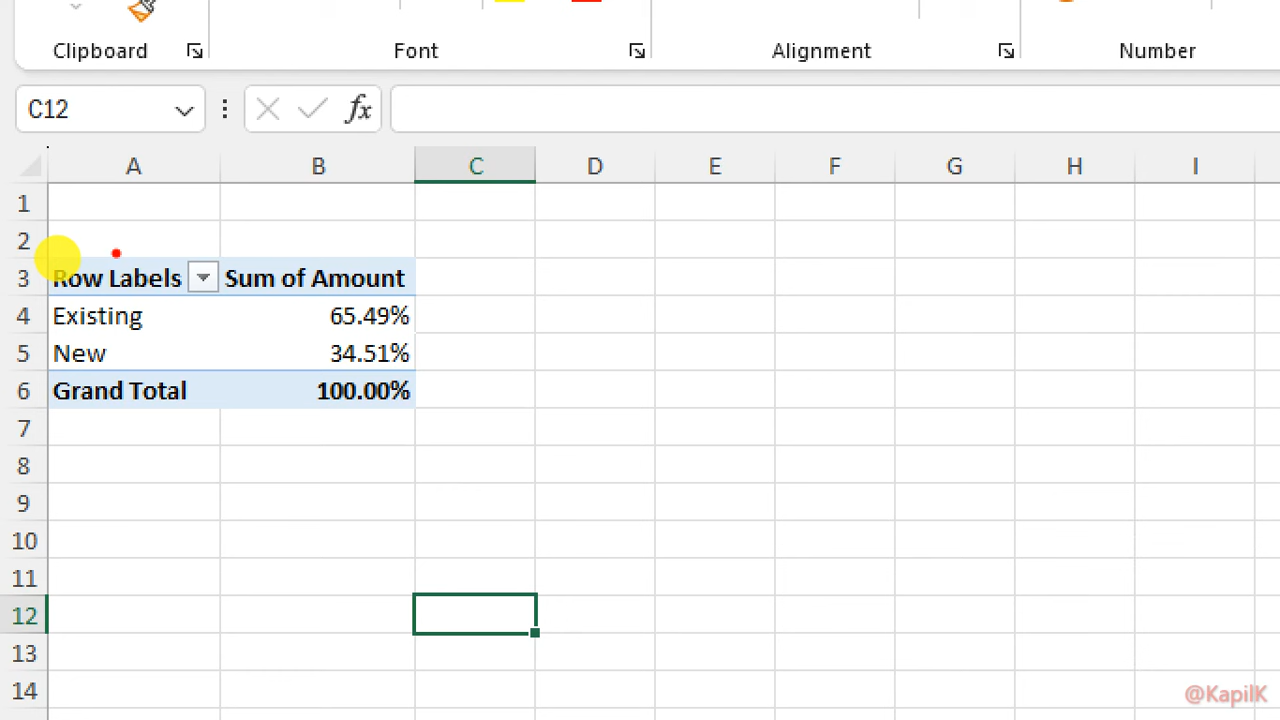 Clipboard Font Alignment Number
C12 fx
A B C D E F G H I
1
2
3 Row Labels Sum of Amount
4 Existing 65.49%
5 New 34.51%
6 Grand Total 100.00%
7
8
9
10
11
12
13
14
@KapilK